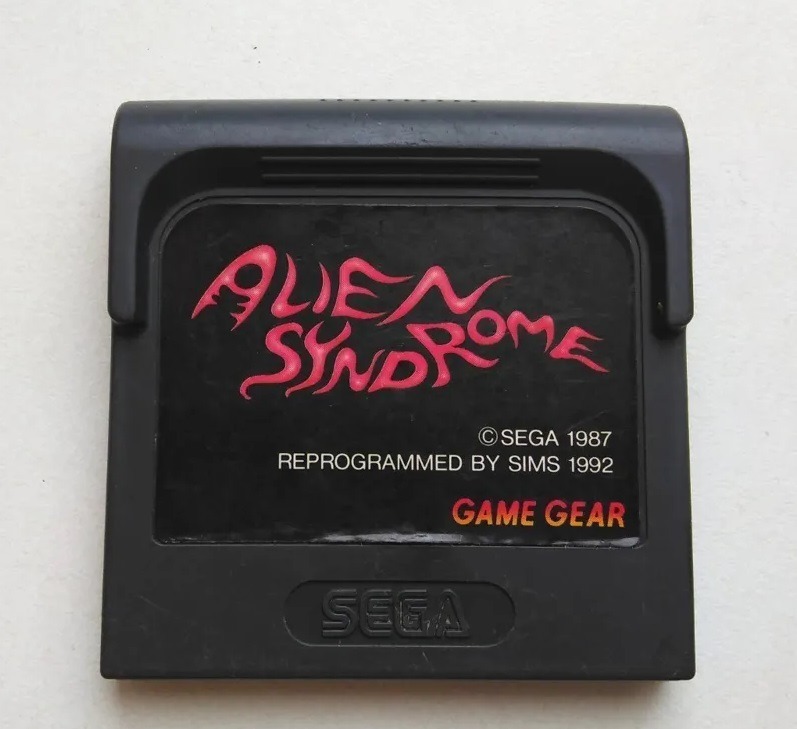 ALIEN
SYNDROME
©SEGA 1987
REPROGRAMMED BY SIMS 1992
GAME GEAR
SEGA